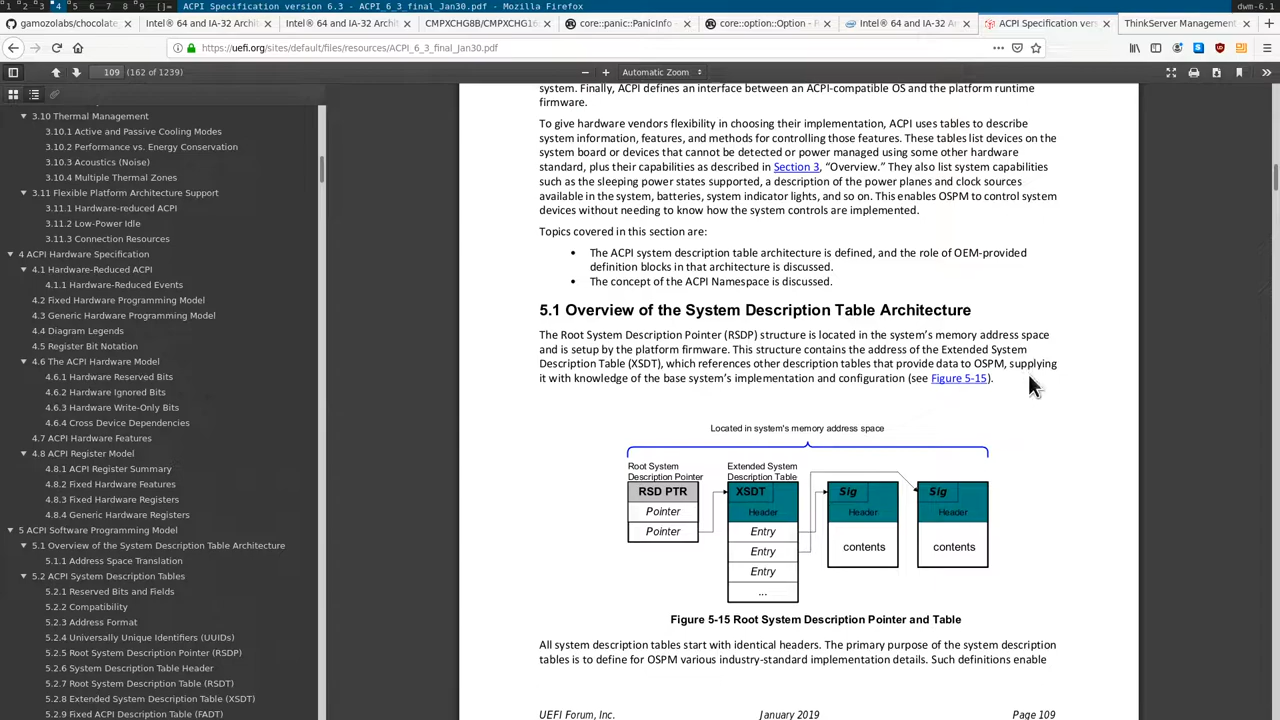 1 2 3 4 5 6 7 8 9 []= ACPI Specification version 6.3 - ACPI_6_3_final_Jan30.pdf - Mozilla Firefox dwm-6.1
gamozolabs/chocolate Intel® 64 and IA-32 Archit Intel® 64 and IA-32 Archit CMPXCHG8B/CMPXCHG16 core::panic::PanicInfo - core::option::Option - R Intel® 64 and IA-32 Archi ACPI Specification vers ThinkServer Management
https://uefi.org/sites/default/files/resources/ACPI_6_3_final_Jan30.pdf
109 (162 of 1239) Automatic Zoom
3.10 Thermal Management
3.10.1 Active and Passive Cooling Modes
3.10.2 Performance vs. Energy Conservation
3.10.3 Acoustics (Noise)
3.10.4 Multiple Thermal Zones
3.11 Flexible Platform Architecture Support
3.11.1 Hardware-reduced ACPI
3.11.2 Low-Power Idle
3.11.3 Connection Resources
4 ACPI Hardware Specification
4.1 Hardware-Reduced ACPI
4.1.1 Hardware-Reduced Events
4.2 Fixed Hardware Programming Model
4.3 Generic Hardware Programming Model
4.4 Diagram Legends
4.5 Register Bit Notation
4.6 The ACPI Hardware Model
4.6.1 Hardware Reserved Bits
4.6.2 Hardware Ignored Bits
4.6.3 Hardware Write-Only Bits
4.6.4 Cross Device Dependencies
4.7 ACPI Hardware Features
4.8 ACPI Register Model
4.8.1 ACPI Register Summary
4.8.2 Fixed Hardware Features
4.8.3 Fixed Hardware Registers
4.8.4 Generic Hardware Registers
5 ACPI Software Programming Model
5.1 Overview of the System Description Table Architecture
5.1.1 Address Space Translation
5.2 ACPI System Description Tables
5.2.1 Reserved Bits and Fields
5.2.2 Compatibility
5.2.3 Address Format
5.2.4 Universally Unique Identifiers (UUIDs)
5.2.5 Root System Description Pointer (RSDP)
5.2.6 System Description Table Header
5.2.7 Root System Description Table (RSDT)
5.2.8 Extended System Description Table (XSDT)
5.2.9 Fixed ACPI Description Table (FADT)
system. Finally, ACPI defines an interface between an ACPI-compatible OS and the platform runtime
firmware.
To give hardware vendors flexibility in choosing their implementation, ACPI uses tables to describe
system information, features, and methods for controlling those features. These tables list devices on the
system board or devices that cannot be detected or power managed using some other hardware
standard, plus their capabilities as described in Section 3, “Overview.” They also list system capabilities
such as the sleeping power states supported, a description of the power planes and clock sources
available in the system, batteries, system indicator lights, and so on. This enables OSPM to control system
devices without needing to know how the system controls are implemented.
Topics covered in this section are:
• The ACPI system description table architecture is defined, and the role of OEM-provided
definition blocks in that architecture is discussed.
• The concept of the ACPI Namespace is discussed.
5.1 Overview of the System Description Table Architecture
The Root System Description Pointer (RSDP) structure is located in the system’s memory address space
and is setup by the platform firmware. This structure contains the address of the Extended System
Description Table (XSDT), which references other description tables that provide data to OSPM, supplying
it with knowledge of the base system’s implementation and configuration (see Figure 5-15).
Located in system's memory address space
Root System
Description Pointer
RSD PTR
Pointer
Pointer
Extended System
Description Table
XSDT
Header
Entry
Entry
Entry
...
Sig
Header
contents
Sig
Header
contents
Figure 5-15 Root System Description Pointer and Table
All system description tables start with identical headers. The primary purpose of the system description
tables is to define for OSPM various industry-standard implementation details. Such definitions enable
UEFI Forum, Inc. January 2019 Page 109